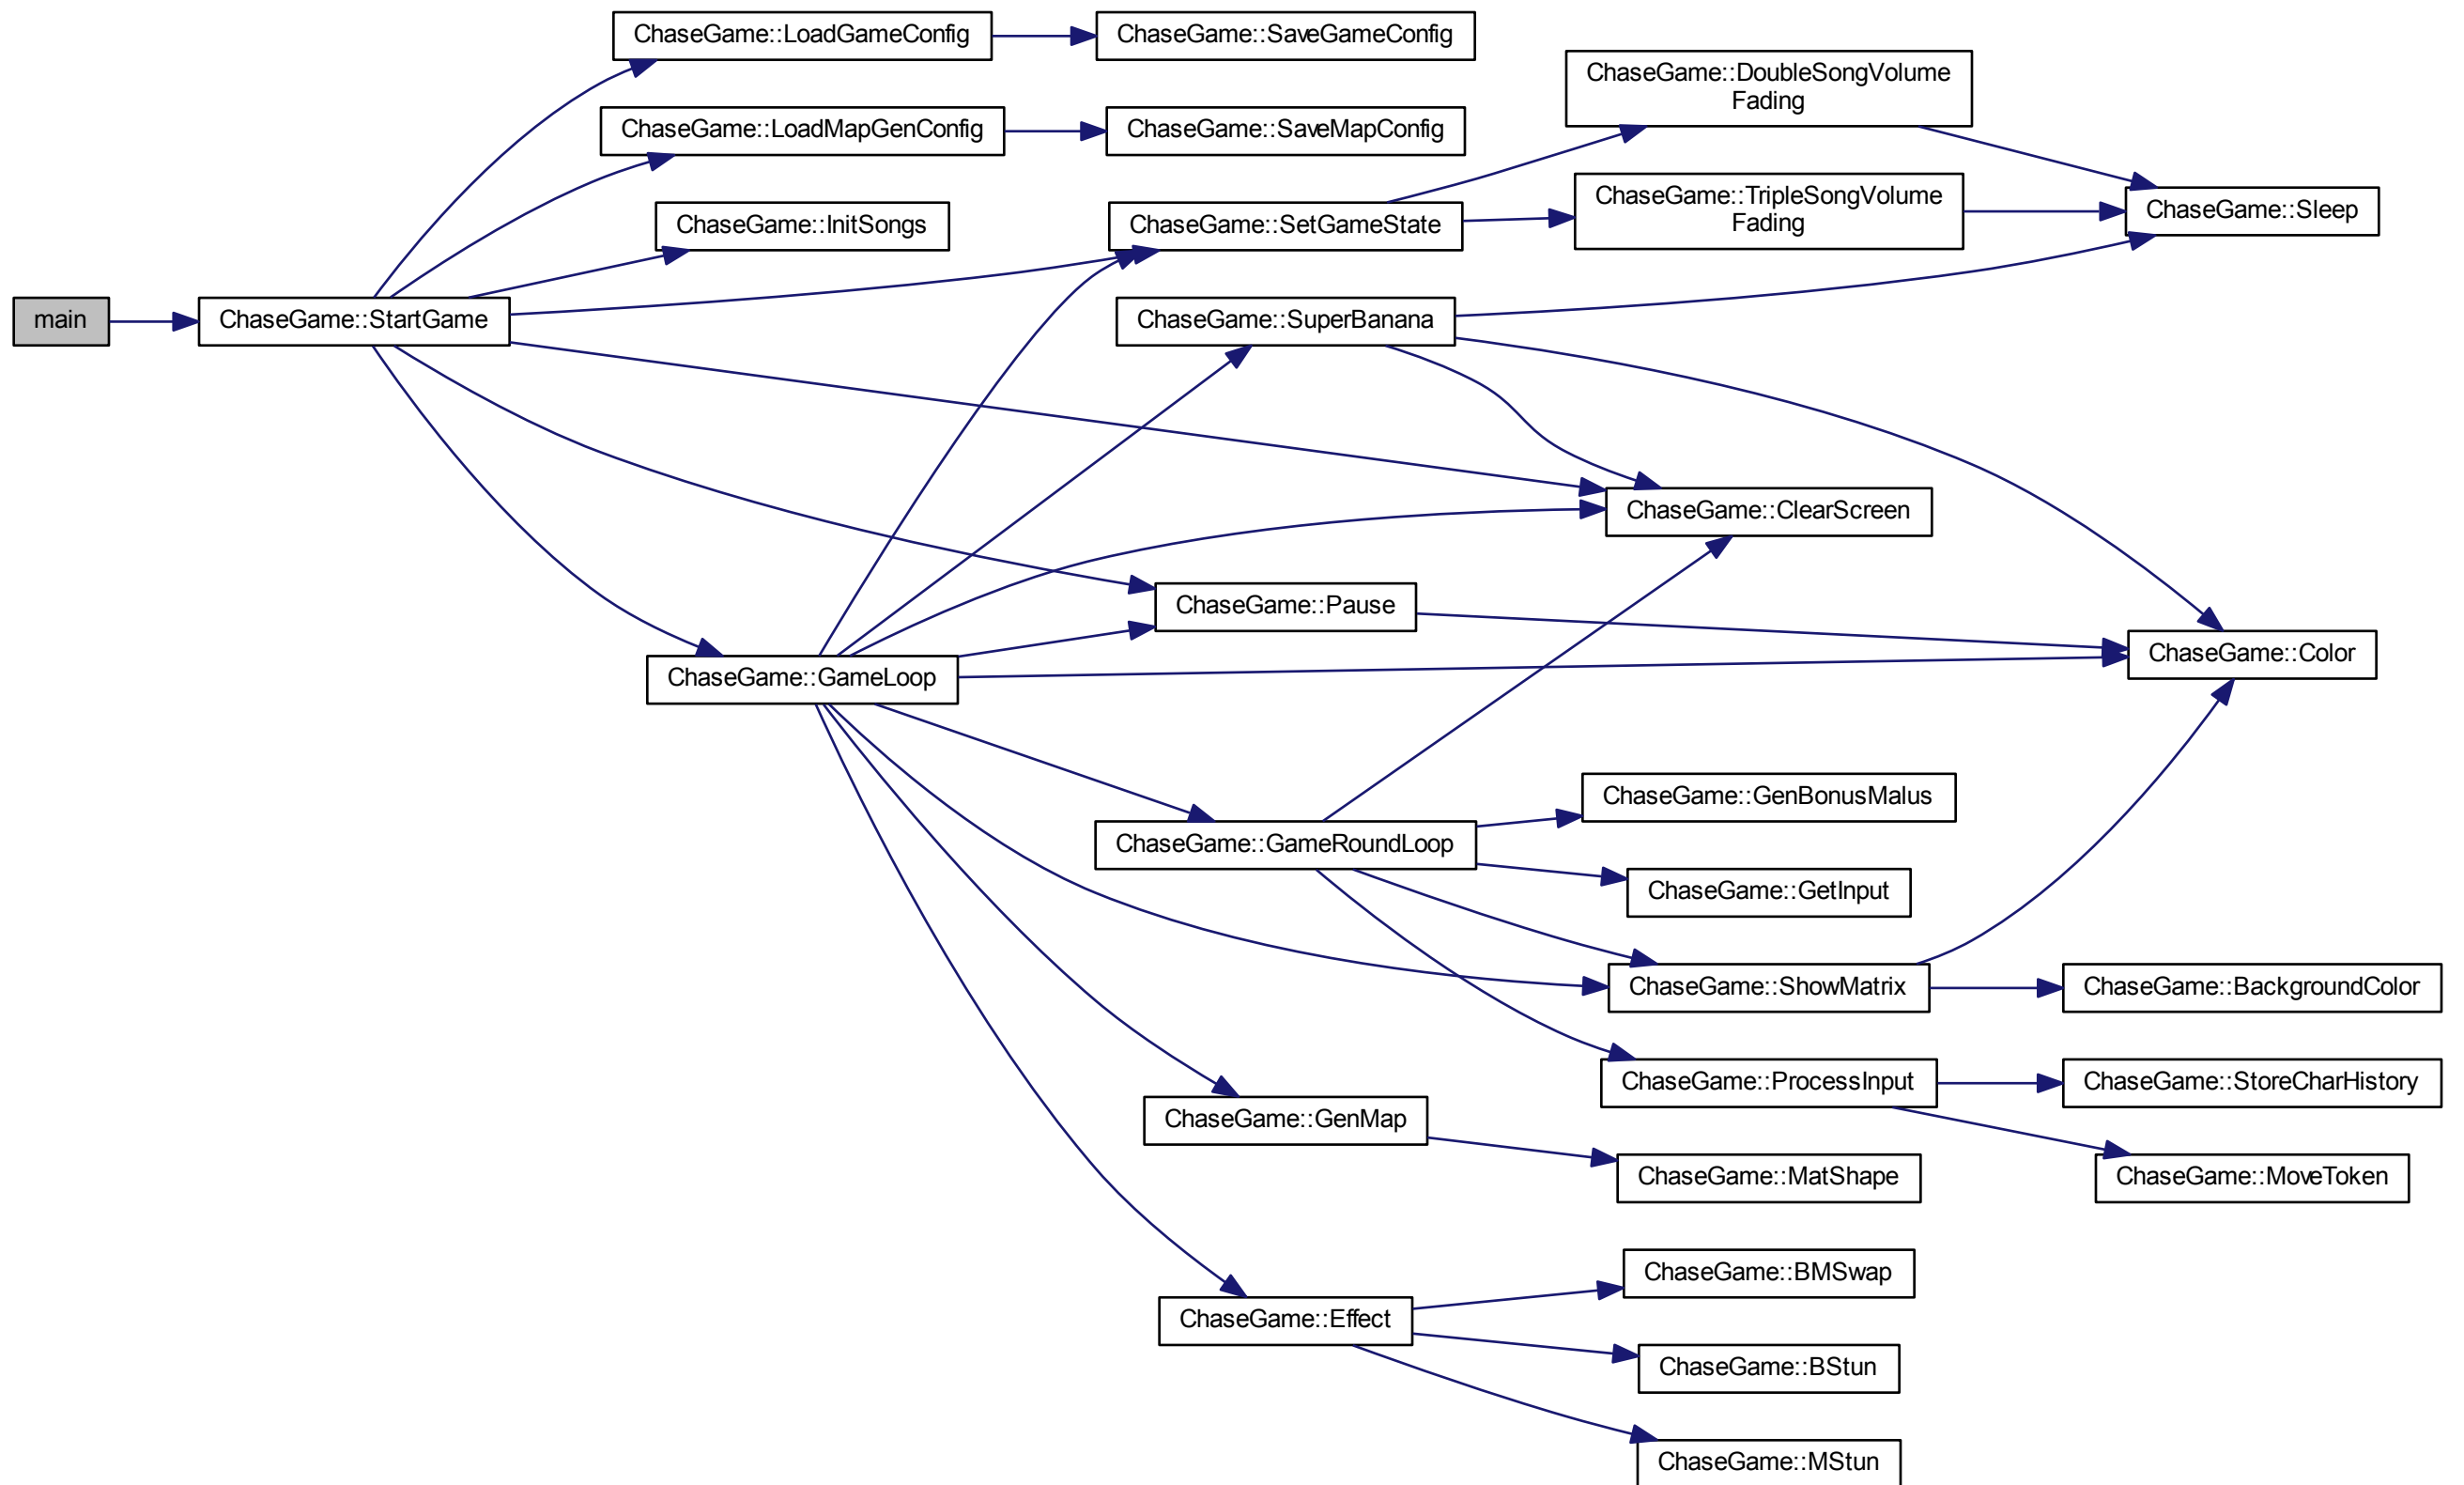 ChaseGame::LoadGameConfig
ChaseGame::SaveGameConfig
ChaseGame::DoubleSongVolume
Fading
ChaseGame::LoadMapGenConfig
ChaseGame::SaveMapConfig
ChaseGame::TripleSongVolume
Fading
ChaseGame::Sleep
ChaseGame::InitSongs
ChaseGame::SetGameState
main
ChaseGame::StartGame
ChaseGame::SuperBanana
ChaseGame::ClearScreen
ChaseGame::Pause
ChaseGame::Color
ChaseGame::GameLoop
ChaseGame::GenBonusMalus
ChaseGame::GameRoundLoop
ChaseGame::GetInput
ChaseGame::ShowMatrix
ChaseGame::BackgroundColor
ChaseGame::ProcessInput
ChaseGame::StoreCharHistory
ChaseGame::GenMap
ChaseGame::MatShape
ChaseGame::MoveToken
ChaseGame::BMSwap
ChaseGame::Effect
ChaseGame::BStun
ChaseGame::MStun